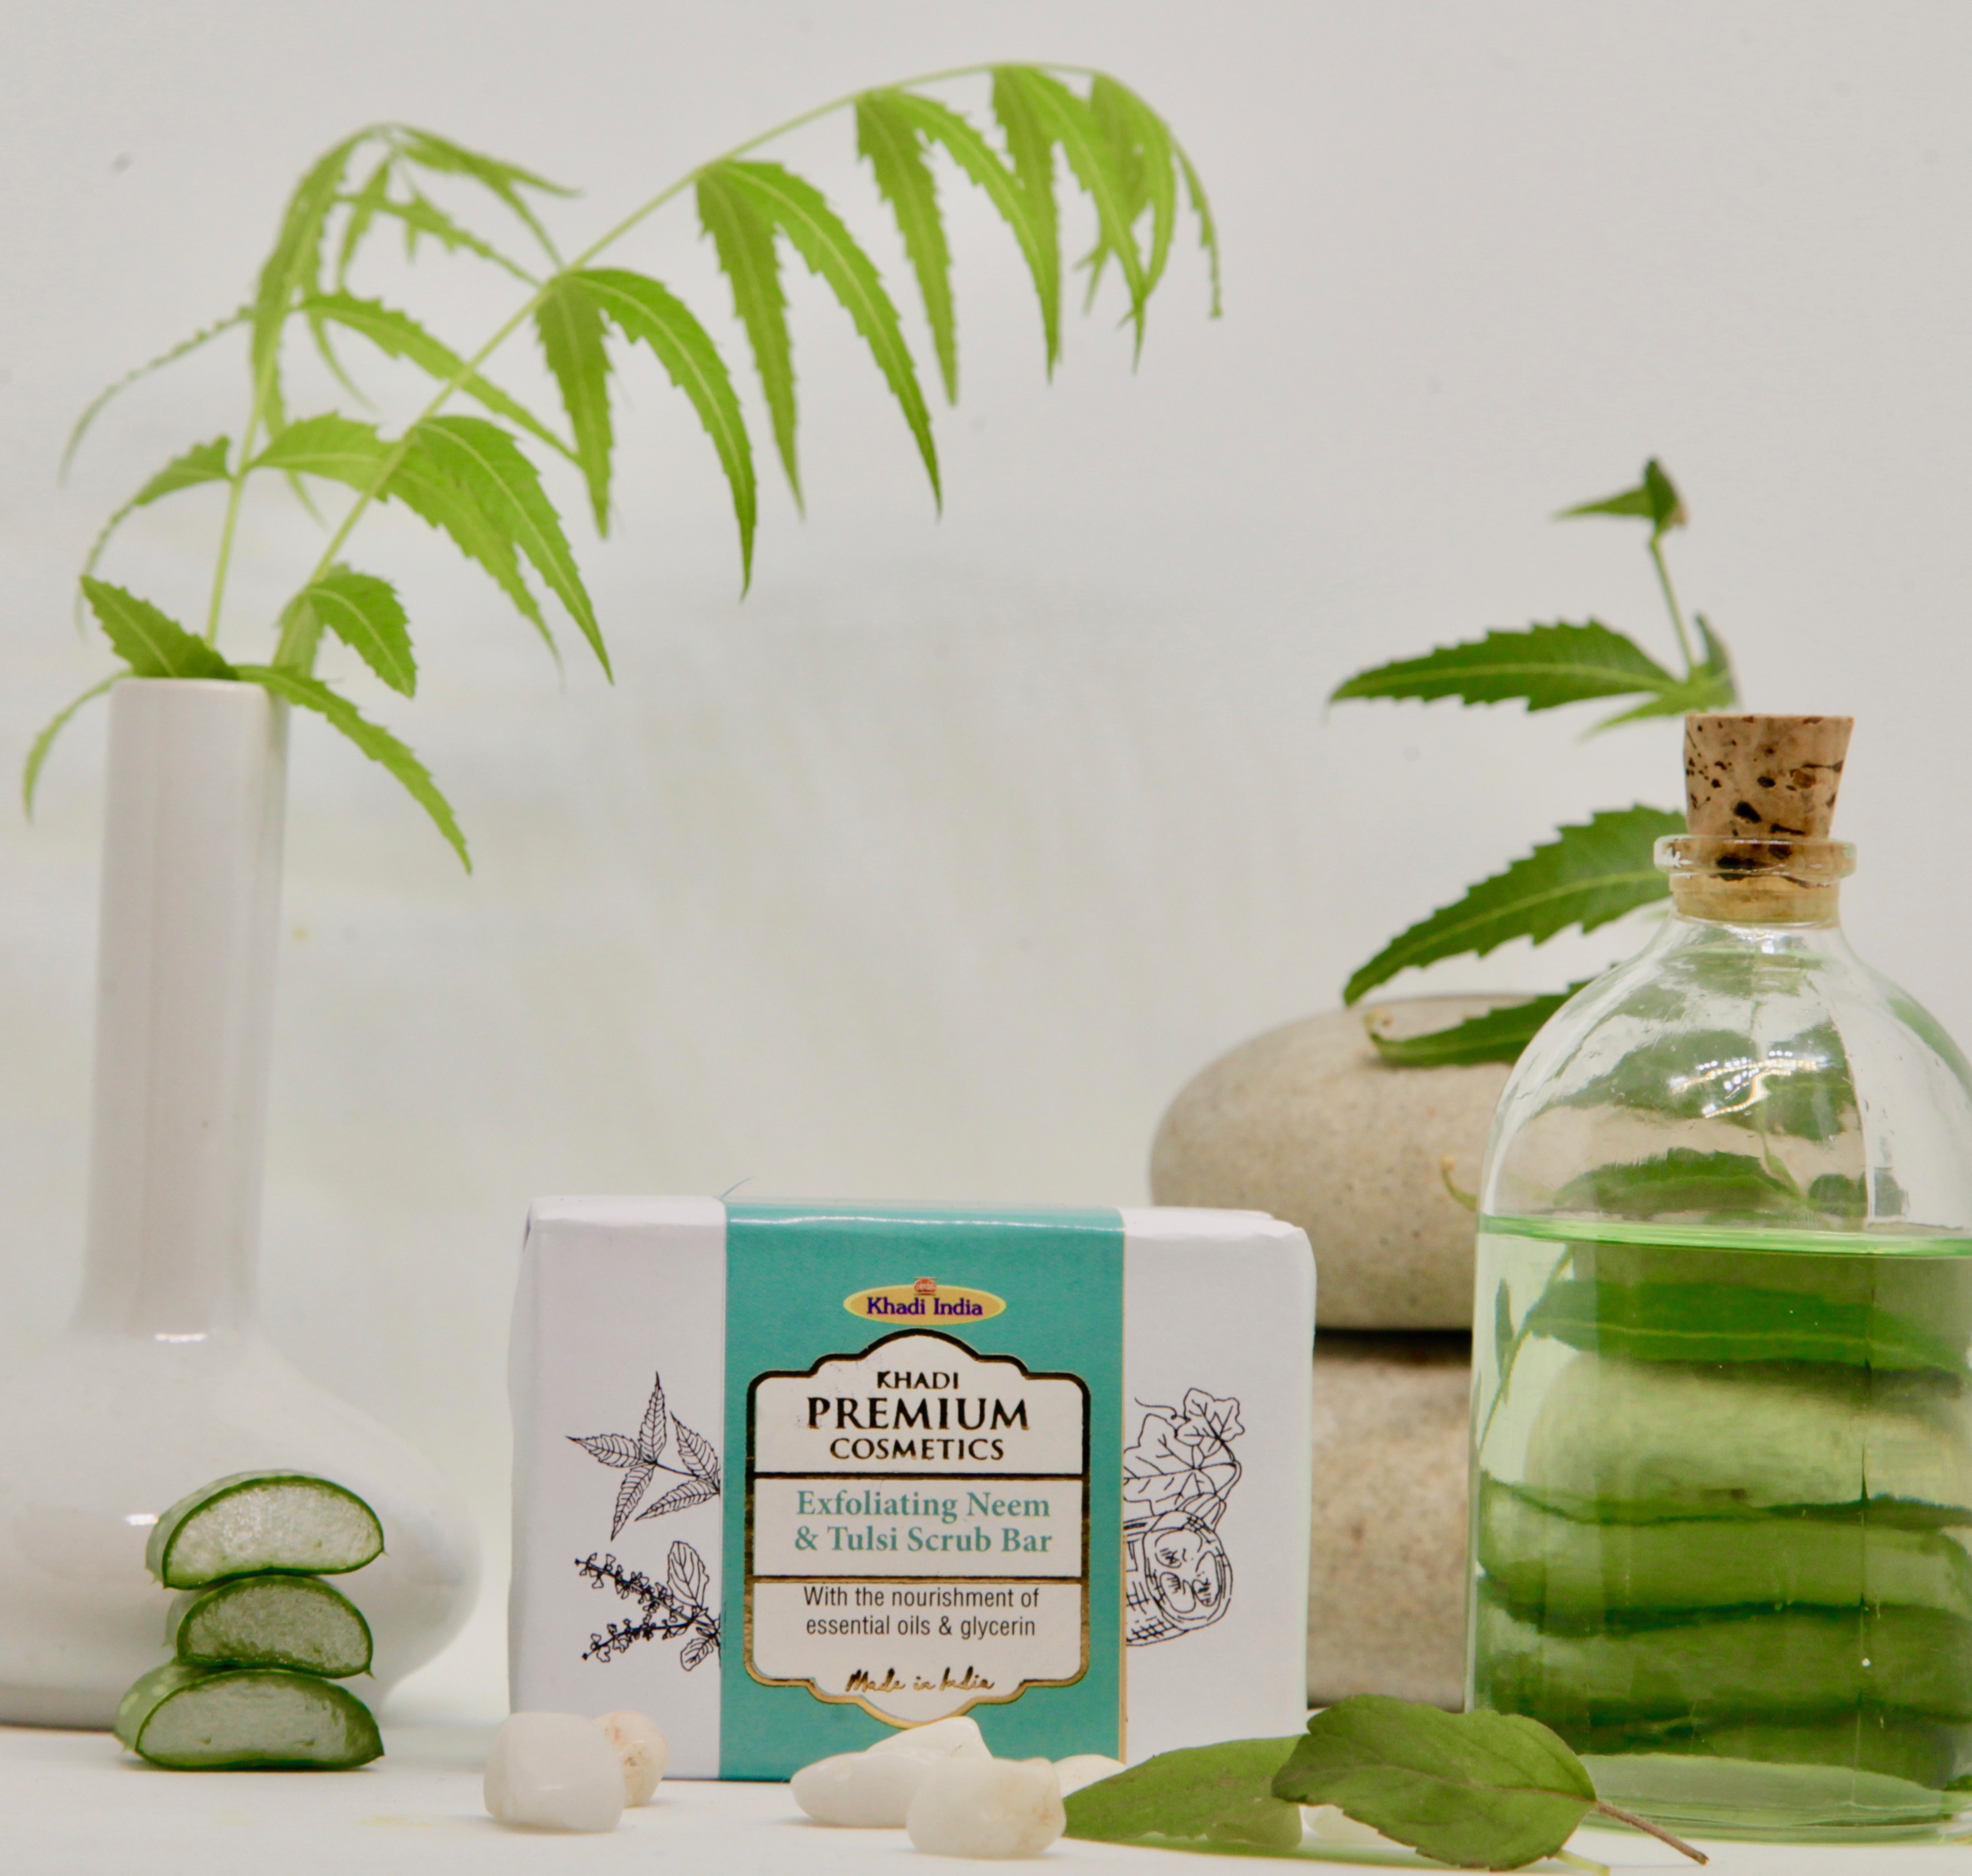 Khadi India
KHADI
PREMIUM
COSMETICS
Exfoliating Neem
& Tulsi Scrub Bar
With the nourishment of
essential oils & glycerin
Made in India